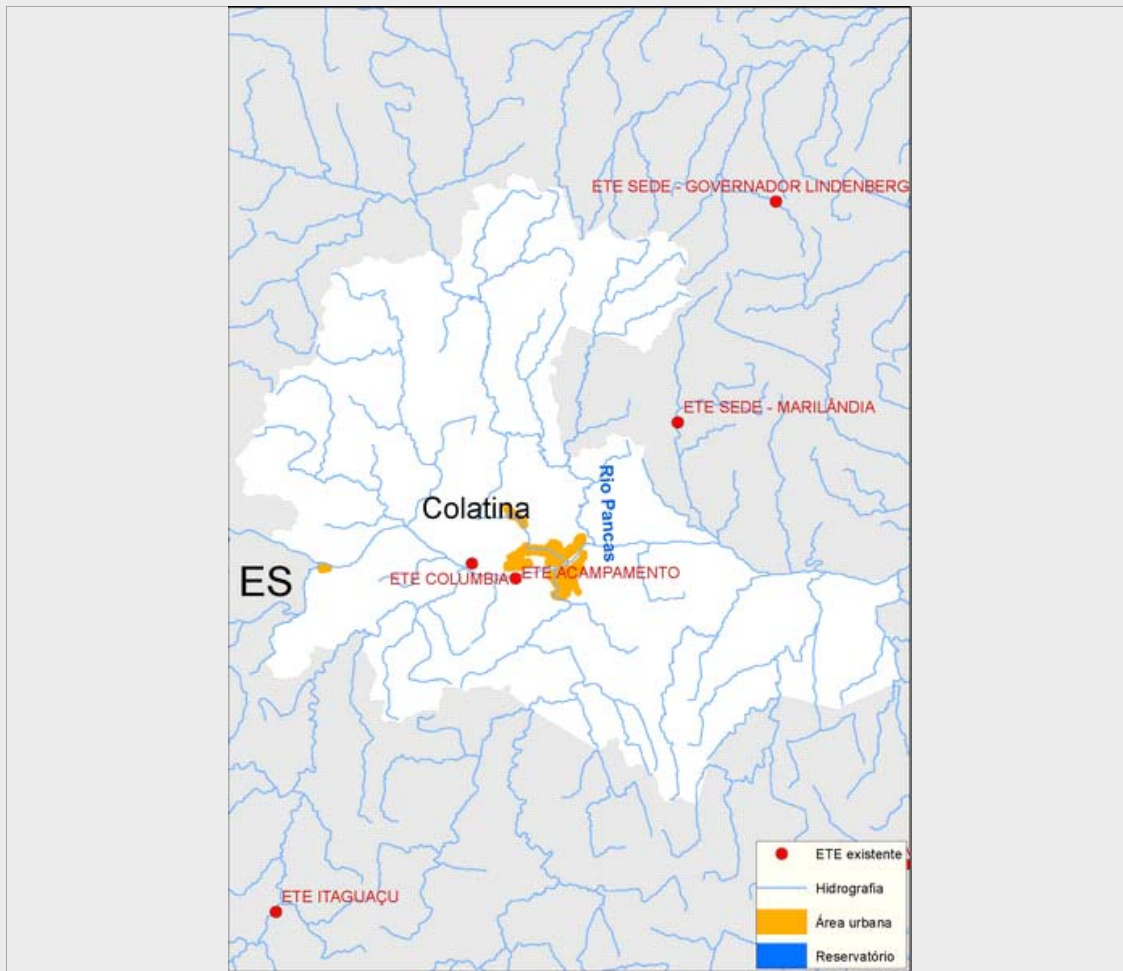 ETE SEDE - GOVERNADOR LINDENBERG
ETE SEDE - MARILÂNDIA
Rio Pancas
Colatina
ES
ETE COLUMBIA
ETE ACAMPAMENTO
ETE ITAGUAÇU
ETE existente
Hidrografia
Área urbana
Reservatório